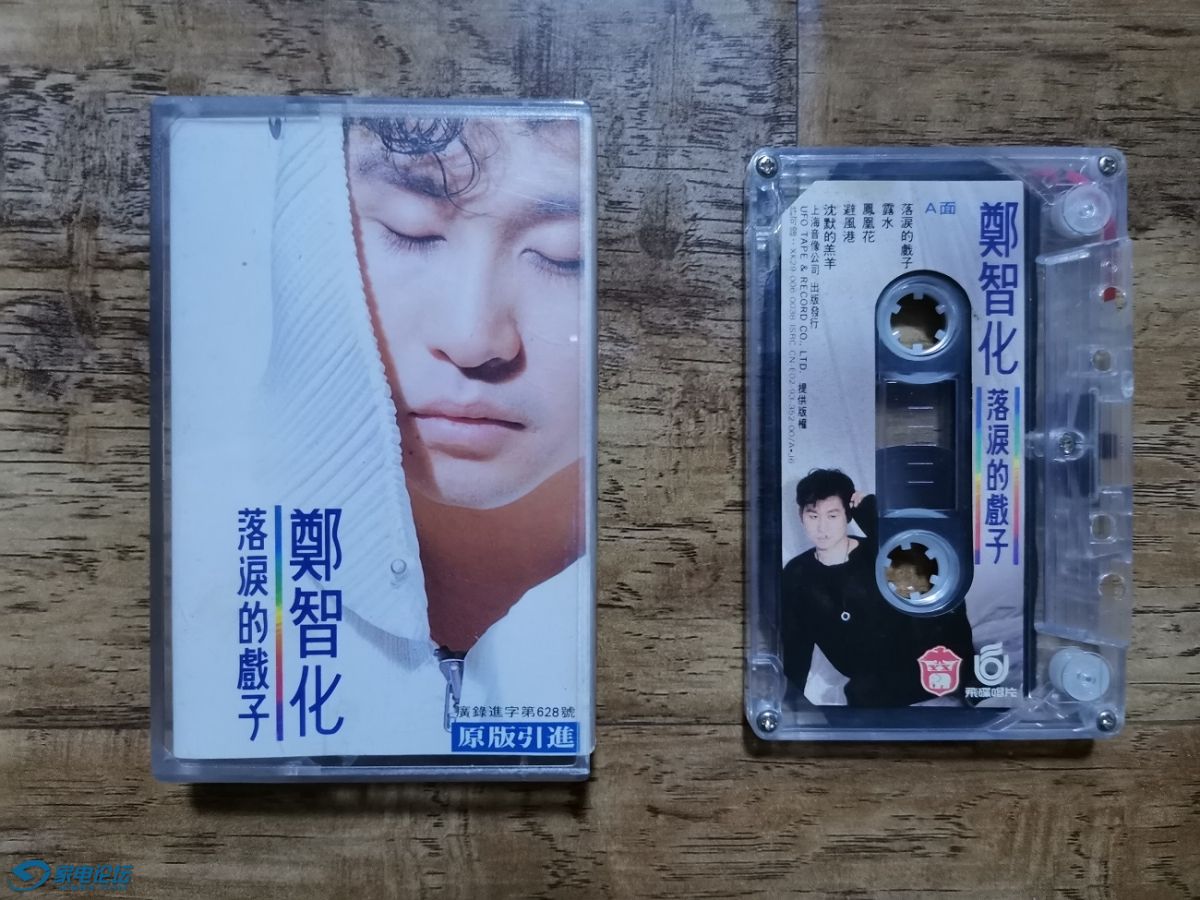 鄭智化
落淚的戲子
廣錄進字第628號
原版引進
鄭智化
落淚的戲子
A面
落淚的戲子
露水
鳳凰花
避風港
沈默的羔羊
上海音像公司 出版發行
UFO TAPE & RECORD CO., LTD. 提供版權
飛碟唱片
家电论坛